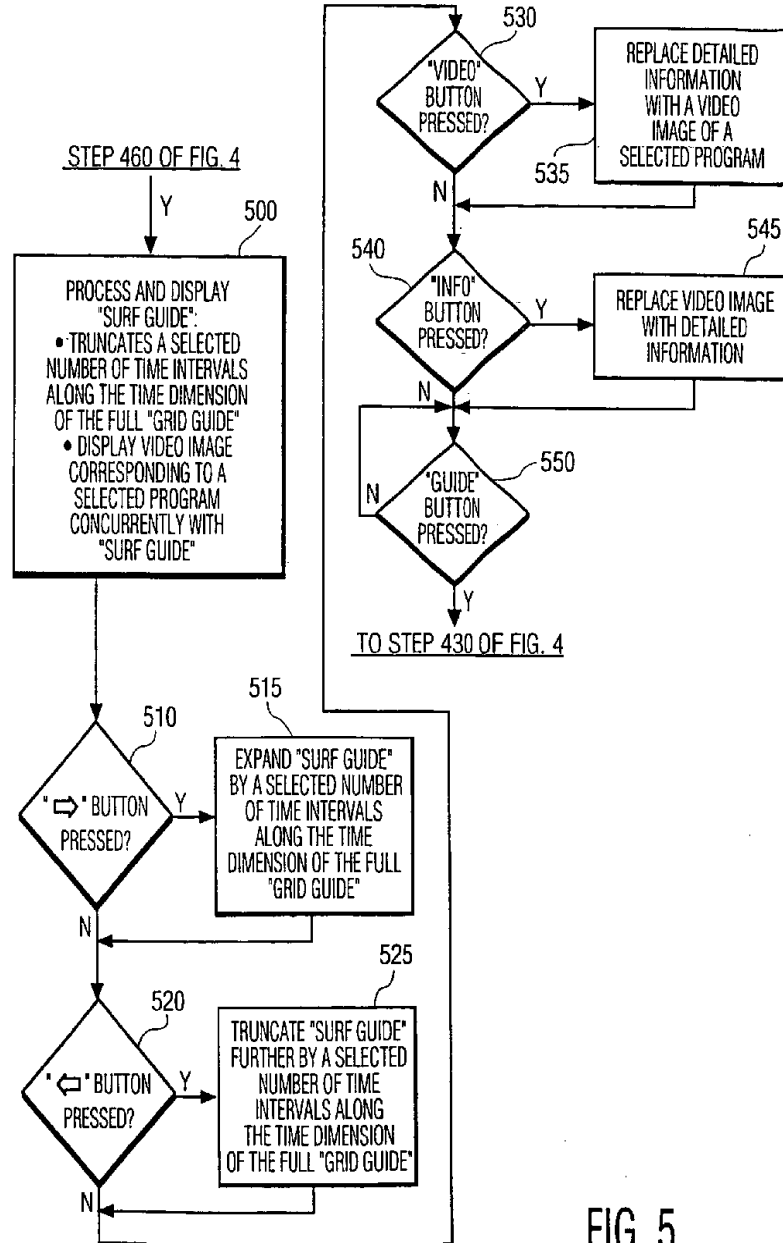 STEP 460 OF FIG. 4
Y
500
PROCESS AND DISPLAY
"SURF GUIDE":
• TRUNCATES A SELECTED
NUMBER OF TIME INTERVALS
ALONG THE TIME DIMENSION
OF THE FULL "GRID GUIDE"
• DISPLAY VIDEO IMAGE
CORRESPONDING TO A
SELECTED PROGRAM
CONCURRENTLY WITH
"SURF GUIDE"
510
"⇨" BUTTON
PRESSED?
Y
N
515
EXPAND "SURF GUIDE"
BY A SELECTED NUMBER
OF TIME INTERVALS
ALONG THE TIME
DIMENSION OF THE FULL
"GRID GUIDE"
520
"⇦" BUTTON
PRESSED?
Y
N
525
TRUNCATE "SURF GUIDE"
FURTHER BY A SELECTED
NUMBER OF TIME
INTERVALS ALONG
THE TIME DIMENSION
OF THE FULL "GRID GUIDE"
530
"VIDEO"
BUTTON
PRESSED?
Y
N
REPLACE DETAILED
INFORMATION
WITH A VIDEO
IMAGE OF A
SELECTED PROGRAM
535
540
"INFO"
BUTTON
PRESSED?
Y
N
545
REPLACE VIDEO IMAGE
WITH DETAILED
INFORMATION
550
"GUIDE"
BUTTON
PRESSED?
N
Y
TO STEP 430 OF FIG. 4
FIG. 5